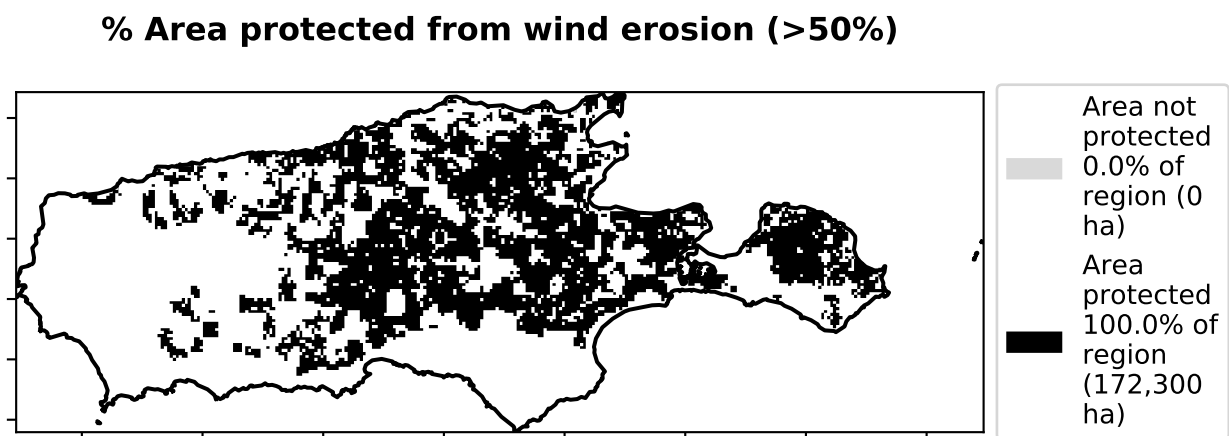 % Area protected from wind erosion (>50%)
Area not
protected
0.0% of
region (0
ha)
Area
protected
100.0% of
region
(172,300
ha)